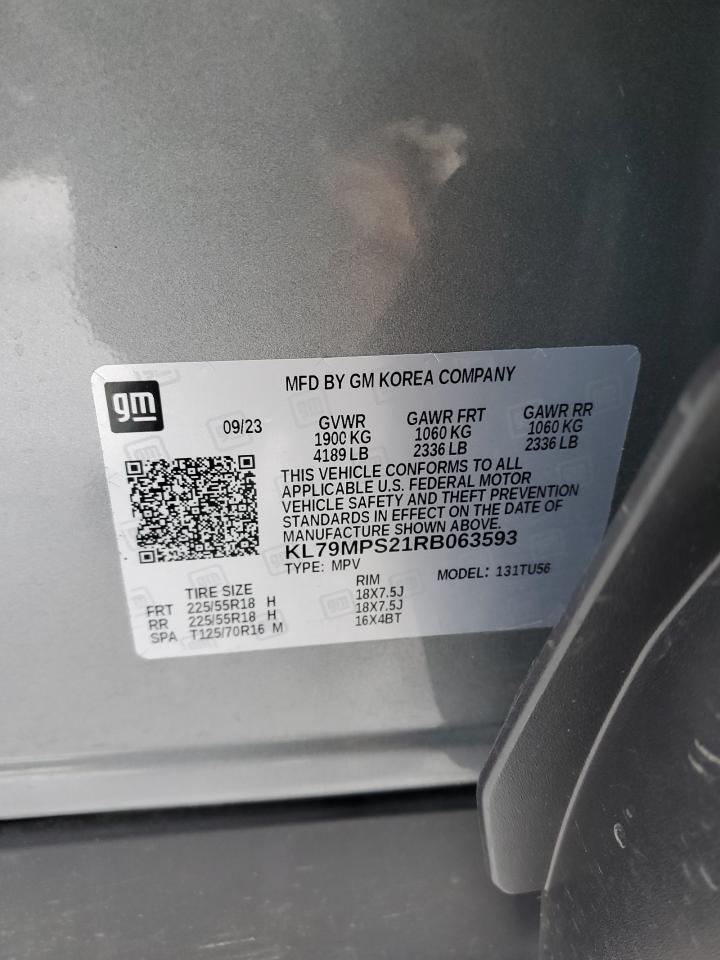 gm
MFD BY GM KOREA COMPANY
09/23
GVWR GAWR FRT GAWR RR
1900 KG 1060 KG 1060 KG
4189 LB 2336 LB 2336 LB
THIS VEHICLE CONFORMS TO ALL
APPLICABLE U.S. FEDERAL MOTOR
VEHICLE SAFETY AND THEFT PREVENTION
STANDARDS IN EFFECT ON THE DATE OF
MANUFACTURE SHOWN ABOVE.
KL79MPS21RB063593
TYPE: MPV MODEL: 131TU56
TIRE SIZE RIM
FRT 225/55R18 H 18X7.5J
RR 225/55R18 H 18X7.5J
SPA T125/70R16 M 16X4BT